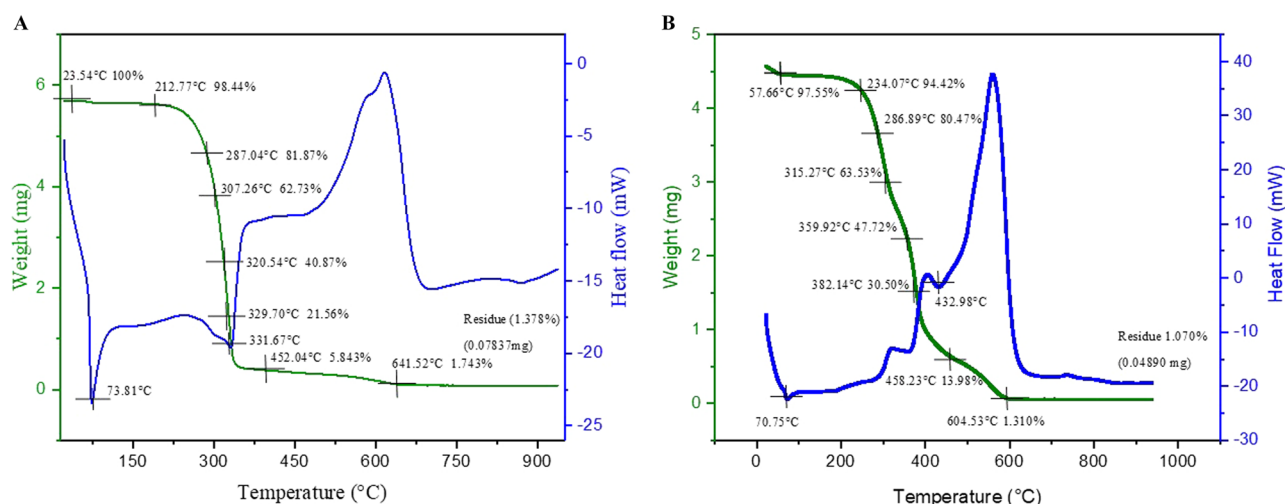 A
6
4
2
0
Weight (mg)
23.54°C 100%
212.77°C 98.44%
287.04°C 81.87%
307.26°C 62.73%
320.54°C 40.87%
329.70°C 21.56%
331.67°C
452.04°C 5.843%
641.52°C 1.743%
73.81°C
Residue (1.378%)
(0.07837mg)
0
-5
-10
-15
-20
-25
Heat flow (mW)
150 300 450 600 750 900
Temperature (°C)
B
5
4
3
2
1
0
Weight (mg)
57.66°C 97.55%
234.07°C 94.42%
286.89°C 80.47%
315.27°C 63.53%
359.92°C 47.72%
382.14°C 30.50%
432.98°C
458.23°C 13.98%
604.53°C 1.310%
70.75°C
Residue 1.070%
(0.04890 mg)
40
30
20
10
0
-10
-20
-30
Heat Flow (mW)
0 200 400 600 800 1000
Temperature (°C)